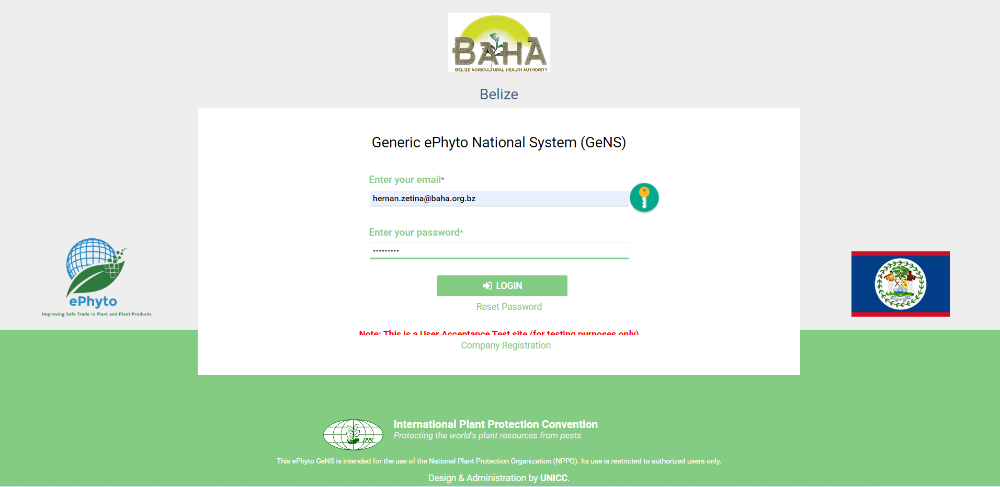 BAHA
BELIZE AGRICULTURAL HEALTH AUTHORITY
Belize
Generic ePhyto National System (GeNS)
Enter your email*
hernan.zetina@baha.org.bz
Enter your password*
•••••••••
LOGIN
Reset Password
Note: This is a User Acceptance Test site (for testing purposes only)
Company Registration
ePhyto
Improving Safe Trade in Plant and Plant Products
IPPC
International Plant Protection Convention
Protecting the world's plant resources from pests
This ePhyto GeNS is intended for the use of the National Plant Protection Organization (NPPO). Its use is restricted to authorized users only.
Design & Administration by UNICC.